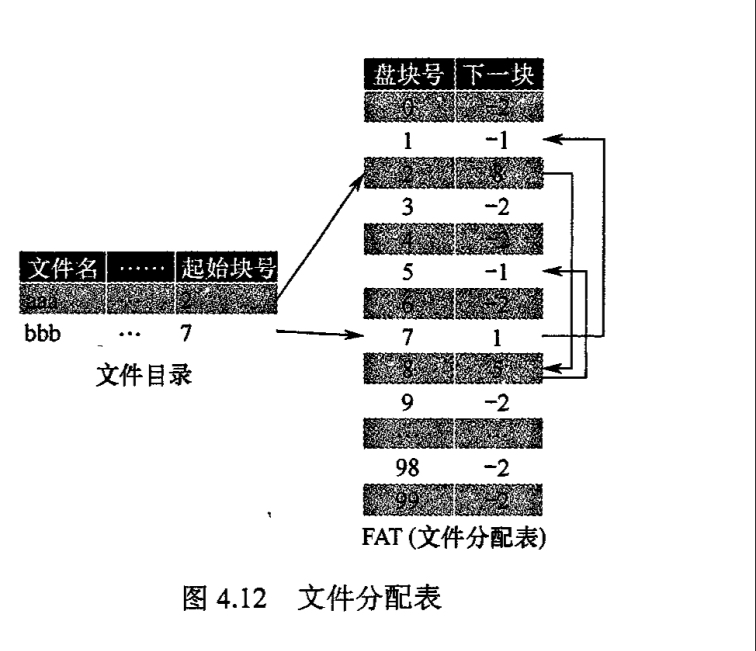 盘块号 下一块
0 -2
1 -1
2 8
3 -2
4 -2
5 -1
6 -2
7 1
8 5
9 -2
98 -2
99 -2
FAT (文件分配表)
文件名 …… 起始块号
aaa 2
bbb … 7
文件目录
图 4.12 文件分配表